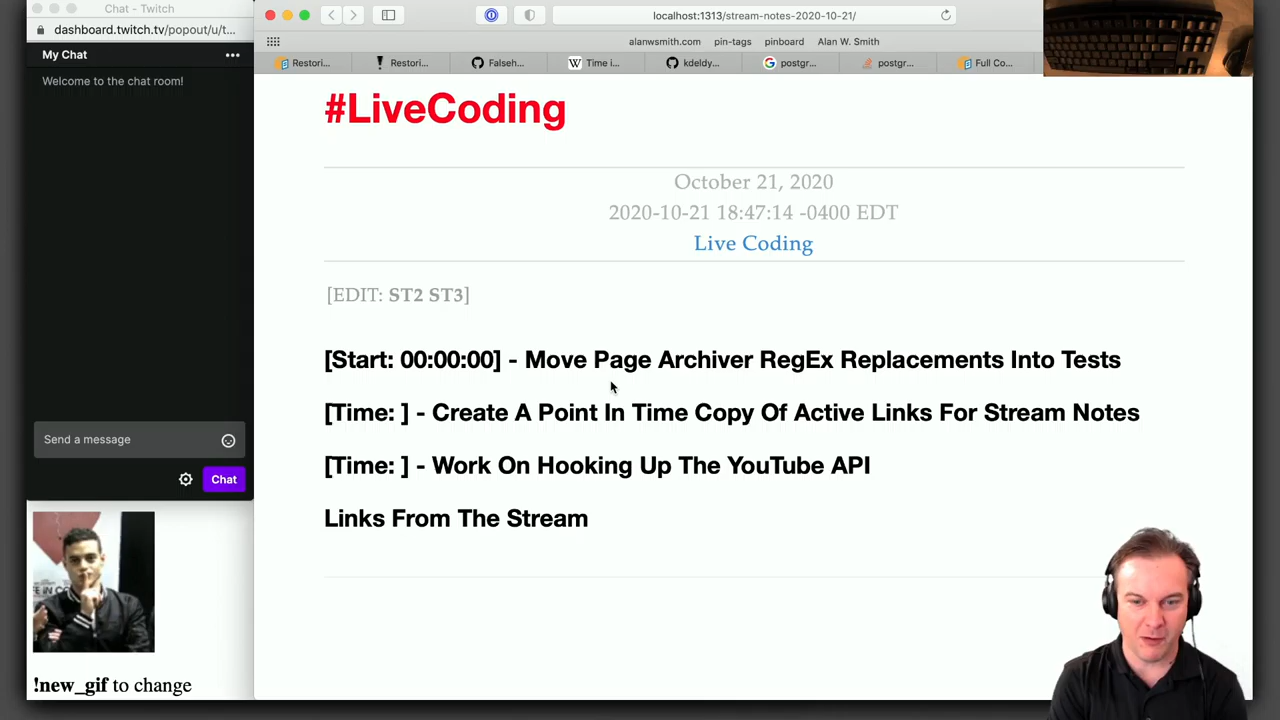 Chat - Twitch
dashboard.twitch.tv/popout/u/t...
My Chat
Welcome to the chat room!
Send a message
Chat
!new_gif to change
localhost:1313/stream-notes-2020-10-21/
alanwsmith.com pin-tags pinboard Alan W. Smith
Restori... Restori... Falseh... Time i... kdeldy... postgr... postgr... Full Co...
#LiveCoding
October 21, 2020
2020-10-21 18:47:14 -0400 EDT
Live Coding
[EDIT: ST2 ST3]
[Start: 00:00:00] - Move Page Archiver RegEx Replacements Into Tests
[Time: ] - Create A Point In Time Copy Of Active Links For Stream Notes
[Time: ] - Work On Hooking Up The YouTube API
Links From The Stream